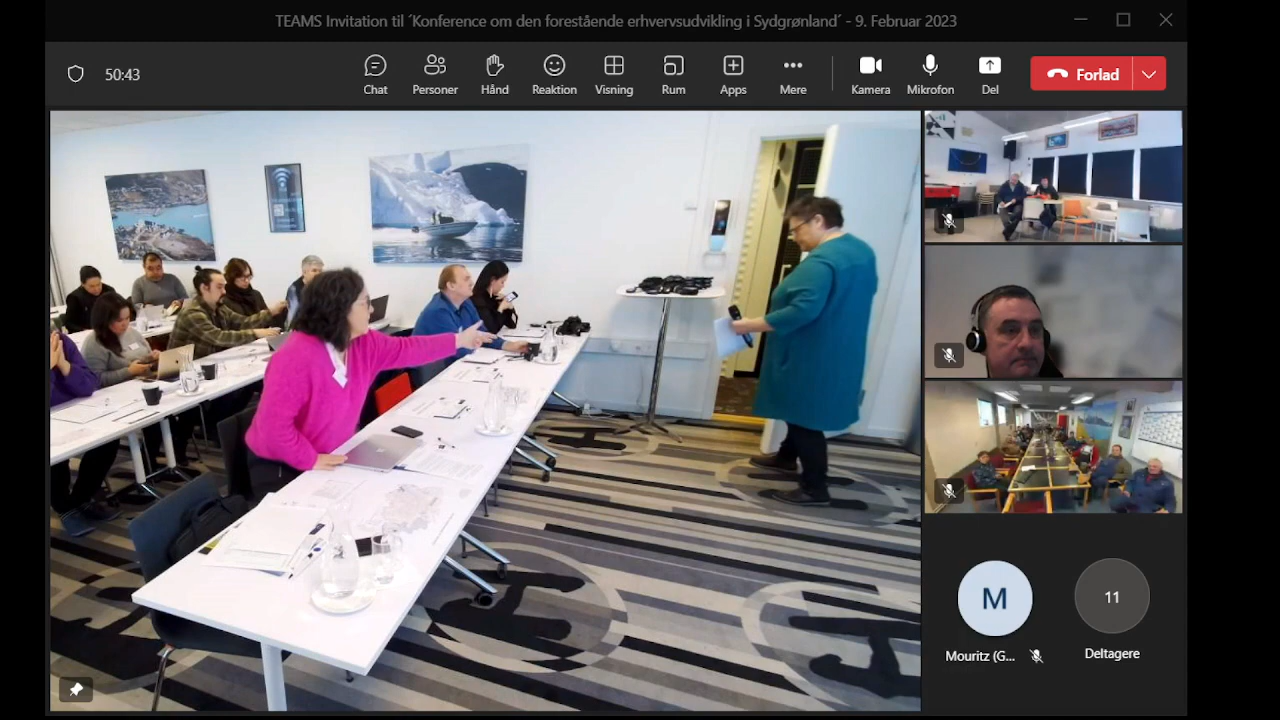 TEAMS Invitation til ´Konference om den forestående erhvervsudvikling i Sydgrønland´ - 9. Februar 2023
50:43
Chat
Personer
Hånd
Reaktion
Visning
Rum
Apps
Mere
Kamera
Mikrofon
Del
Forlad
M
11
Mouritz (G...
Deltagere